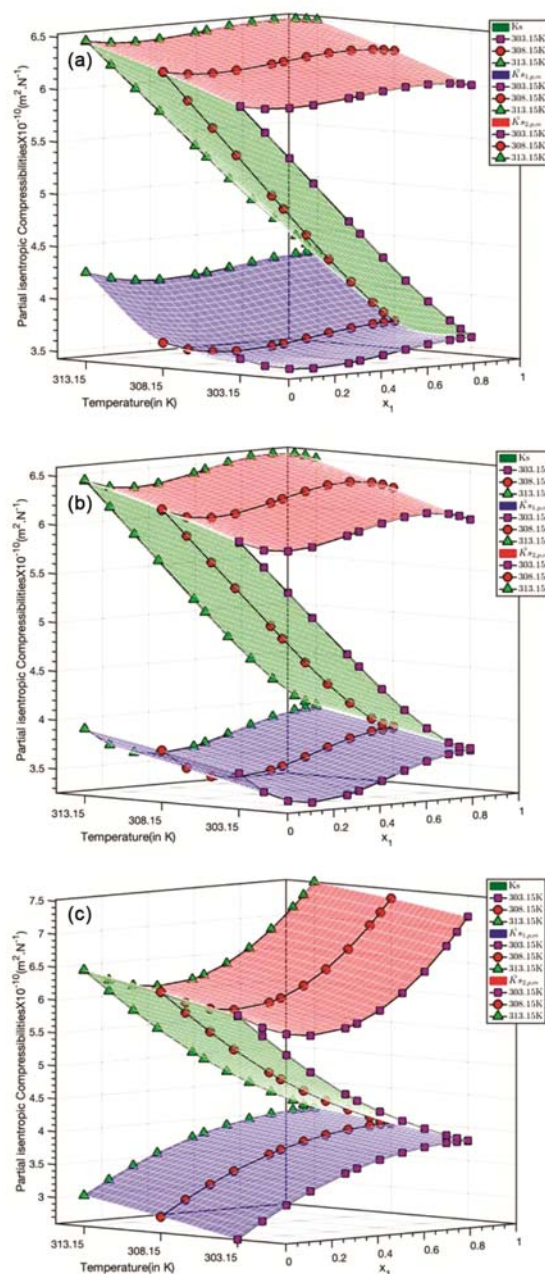 (a)
6.5
6
5.5
5
4.5
4
3.5
Partial isentropic CompressibilitiesX10⁻¹⁰(m².N⁻¹)
313.15
308.15
303.15
Temperature(in K)
0
0.2
0.4
0.6
0.8
1
x₁
Ks
303.15K
308.15K
313.15K
K̄s₁,ₚ,ₘ
303.15K
308.15K
313.15K
K̄s₂,ₚ,ₘ
303.15K
308.15K
313.15K
(b)
6.5
6
5.5
5
4.5
4
3.5
Partial isentropic CompressibilitiesX10⁻¹⁰(m².N⁻¹)
313.15
308.15
303.15
Temperature(in K)
0
0.2
0.4
0.6
0.8
1
x₁
Ks
303.15
308.15
313.15
303.15
308.15
313.15
303.15
308.15
313.15
(c)
7.5
7
6.5
6
5.5
5
4.5
4
3.5
3
Partial isentropic CompressibilitiesX10⁻¹⁰(m².N⁻¹)
313.15
308.15
303.15
Temperature(in K)
0
0.2
0.4
0.6
0.8
1
x₁
Ks
303.15K
308.15K
313.15K
K̄s₁,ₚ,ₘ
303.15K
308.15K
313.15K
K̄s₂,ₚ,ₘ
303.15K
308.15K
313.15K